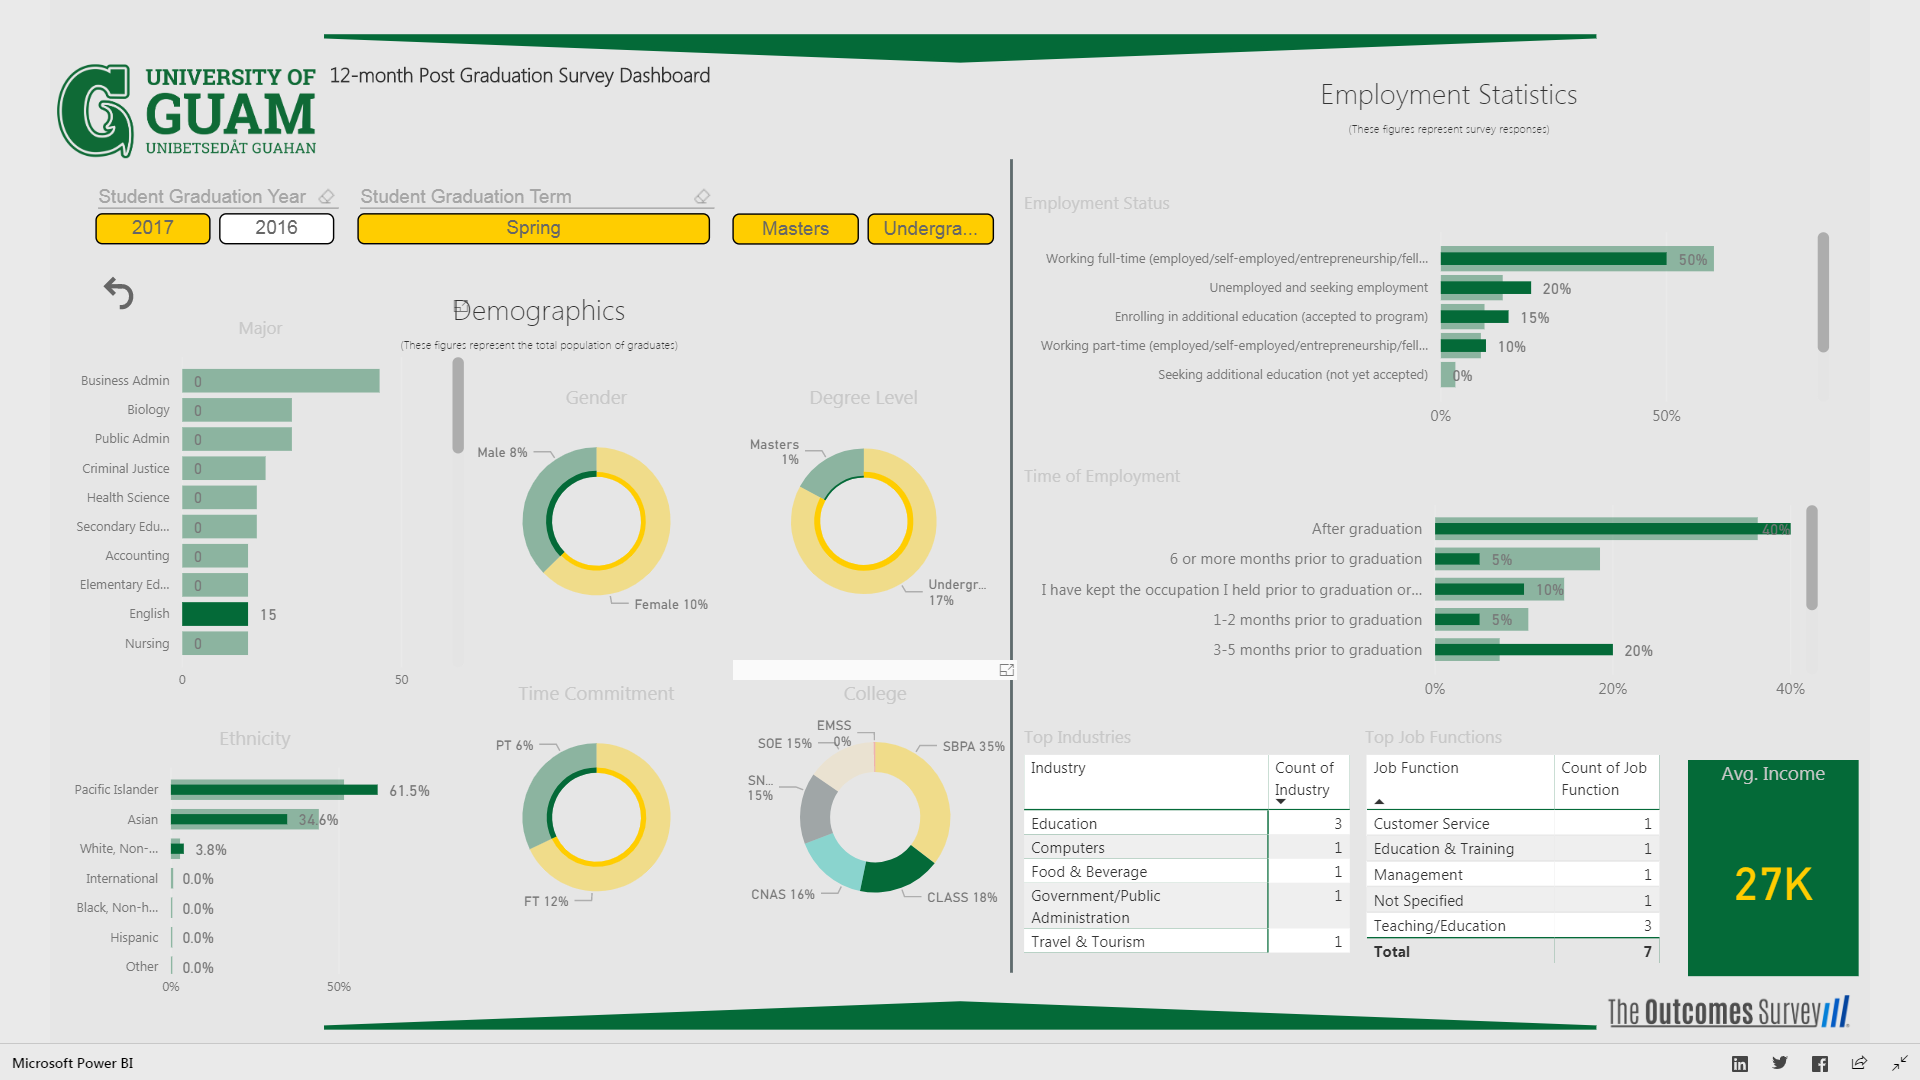 UNIVERSITY OF
GUAM
UNIBETSEDÅT GUAHAN
12-month Post Graduation Survey Dashboard
Employment Statistics
(These figures represent survey responses)
Student Graduation Year
2017
2016
Student Graduation Term
Spring
Masters
Undergra...
Demographics
(These figures represent the total population of graduates)
Major
Business Admin 0
Biology 0
Public Admin 0
Criminal Justice 0
Health Science 0
Secondary Edu... 0
Accounting 0
Elementary Ed... 0
English 15
Nursing 0
0 50
Gender
Male 8%
Female 10%
Degree Level
Masters
1%
Undergr...
17%
Ethnicity
Pacific Islander 61.5%
Asian 34.6%
White, Non-... 3.8%
International 0.0%
Black, Non-h... 0.0%
Hispanic 0.0%
Other 0.0%
0% 50%
Time Commitment
PT 6%
FT 12%
College
EMSS
0%
SOE 15%
SBPA 35%
SN...
15%
CNAS 16%
CLASS 18%
Employment Status
Working full-time (employed/self-employed/entrepreneurship/fell... 50%
Unemployed and seeking employment 20%
Enrolling in additional education (accepted to program) 15%
Working part-time (employed/self-employed/entrepreneurship/fell... 10%
Seeking additional education (not yet accepted) 0%
0% 50%
Time of Employment
After graduation 40%
6 or more months prior to graduation 5%
I have kept the occupation I held prior to graduation or... 10%
1-2 months prior to graduation 5%
3-5 months prior to graduation 20%
0% 20% 40%
Top Industries
Industry Count of
Industry
Education 3
Computers 1
Food & Beverage 1
Government/Public 1
Administration
Travel & Tourism 1
Top Job Functions
Job Function Count of Job
Function
Customer Service 1
Education & Training 1
Management 1
Not Specified 1
Teaching/Education 3
Total 7
Avg. Income
27K
The Outcomes Survey
Microsoft Power BI